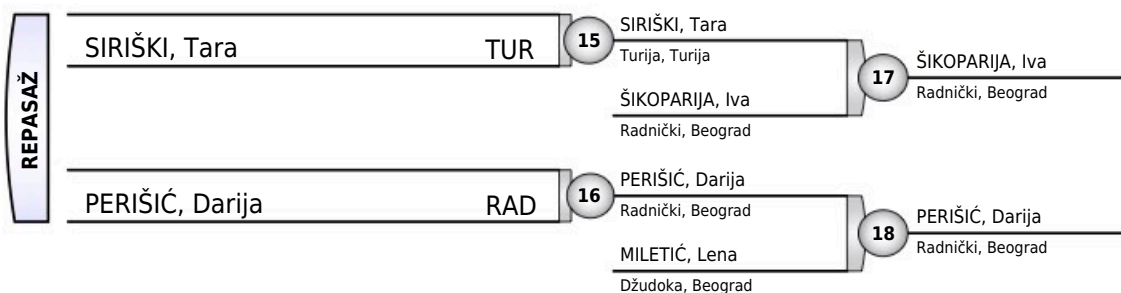 REPASAŽ
SIRIŠKI, Tara TUR
15
SIRIŠKI, Tara
Turija, Turija
ŠIKOPARIJA, Iva
Radnički, Beograd
17
ŠIKOPARIJA, Iva
Radnički, Beograd
PERIŠIĆ, Darija RAD
16
PERIŠIĆ, Darija
Radnički, Beograd
MILETIĆ, Lena
Džudoka, Beograd
18
PERIŠIĆ, Darija
Radnički, Beograd